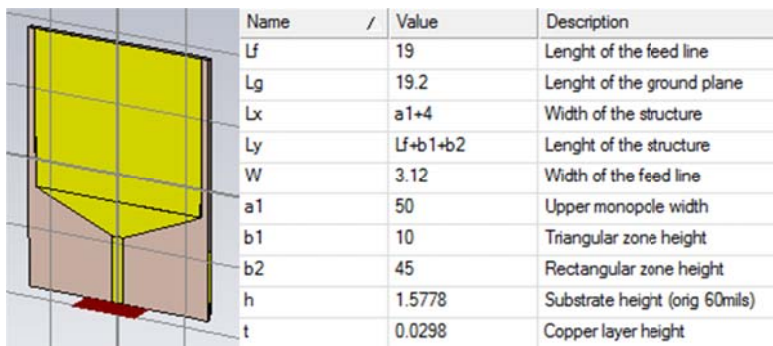 Name / Value Description
Lf 19 Lenght of the feed line
Lg 19.2 Lenght of the ground plane
Lx a1+4 Width of the structure
Ly Lf+b1+b2 Lenght of the structure
W 3.12 Width of the feed line
a1 50 Upper monopole width
b1 10 Triangular zone height
b2 45 Rectangular zone height
h 1.5778 Substrate height (orig 60mils)
t 0.0298 Copper layer height